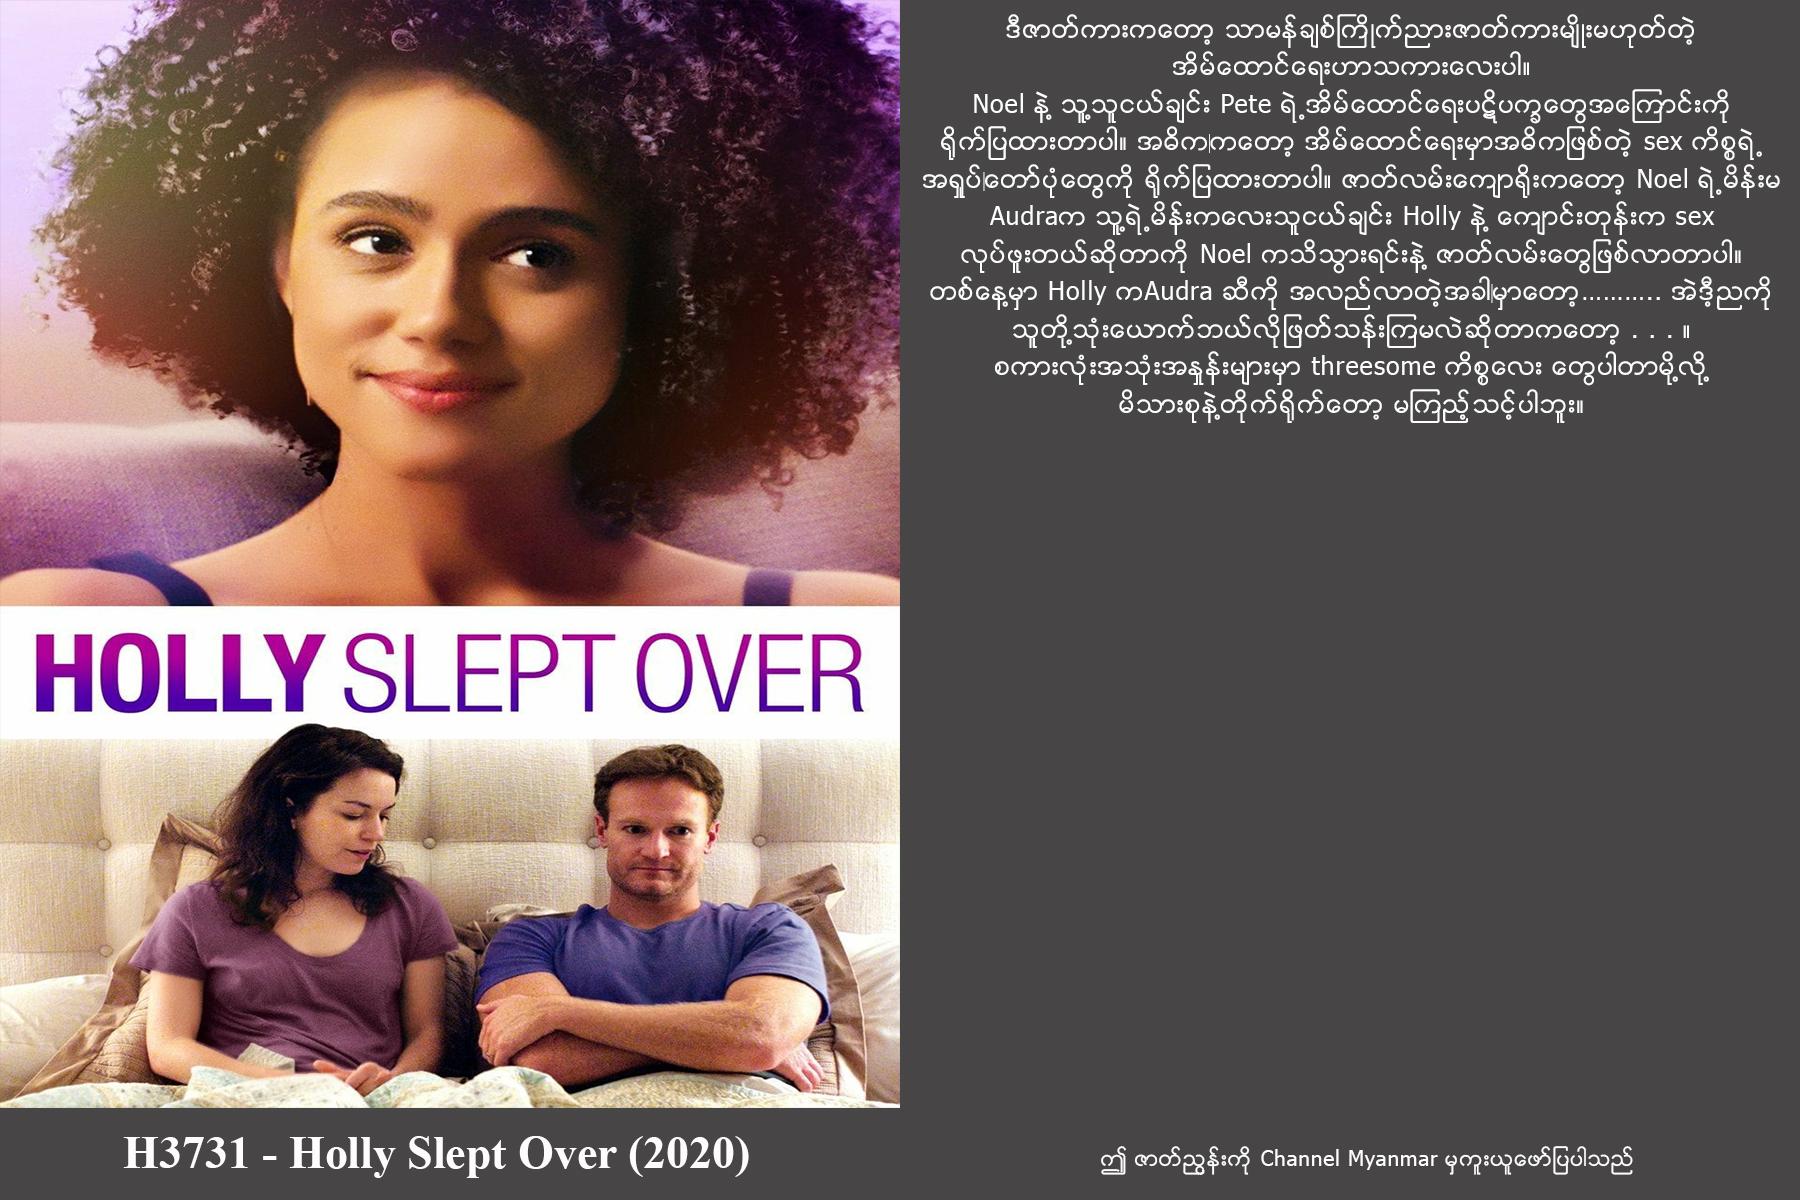 HOLLY SLEPT OVER
H3731 - Holly Slept Over (2020)
ဒီဇာတ်ကားကတော့ သာမန်ချစ်ကြိုက်ညားဇာတ်ကားမျိုးမဟုတ်တဲ့
အိမ်ထောင်ရေးဟာသကားလေးပါ။
Noel နဲ့ သူ့သူငယ်ချင်း Pete ရဲ့အိမ်ထောင်ရေးပဋိပက္ခတွေအကြောင်းကို
ရိုက်ပြထားတာပါ။ အဓိကကတော့ အိမ်ထောင်ရေးမှာအဓိကဖြစ်တဲ့ sex ကိစ္စရဲ့
အရှုပ်တော်ပုံတွေကို ရိုက်ပြထားတာပါ။ ဇာတ်လမ်းကျောရိုးကတော့ Noel ရဲ့မိန်းမ
Audraက သူ့ရဲ့မိန်းကလေးသူငယ်ချင်း Holly နဲ့ ကျောင်းတုန်းက sex
လုပ်ဖူးတယ်ဆိုတာကို Noel ကသိသွားရင်းနဲ့ ဇာတ်လမ်းတွေဖြစ်လာတာပါ။
တစ်နေ့မှာ Holly ကAudra ဆီကို အလည်လာတဲ့အခါမှာတော့.......... အဲဒီ့ညကို
သူတို့သုံးယောက်ဘယ်လိုဖြတ်သန်းကြမလဲဆိုတာကတော့ . . . ။
စကားလုံးအသုံးအနှုန်းများမှာ threesome ကိစ္စလေး တွေပါတာမို့လို့
မိသားစုနဲ့တိုက်ရိုက်တော့ မကြည့်သင့်ပါဘူး။
ဤ ဇာတ်ညွှန်းကို Channel Myanmar မှကူးယူဖော်ပြပါသည်